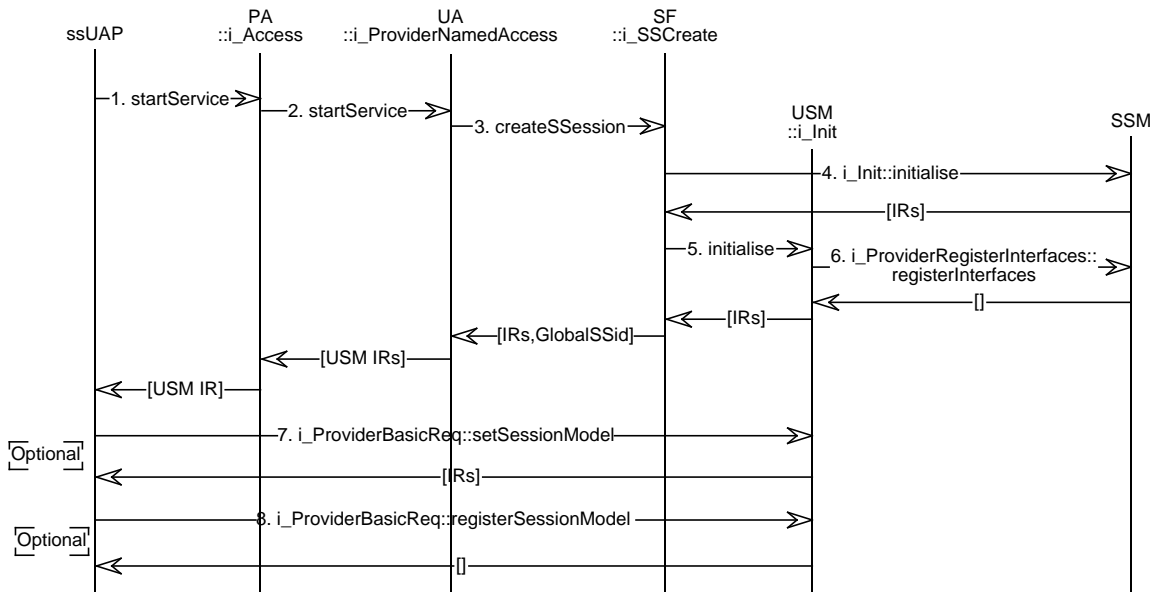 ssUAP
PA
::i_Access
UA
::i_ProviderNamedAccess
SF
::i_SSCreate
USM
::i_Init
SSM
1. startService
2. startService
3. createSSession
4. i_Init::initialise
[IRs]
5. initialise
6. i_ProviderRegisterInterfaces::
registerInterfaces
[]
[IRs]
[IRs,GlobalSSid]
[USM IRs]
[USM IR]
7. i_ProviderBasicReq::setSessionModel
Optional
[IRs]
8. i_ProviderBasicReq::registerSessionModel
Optional
[]